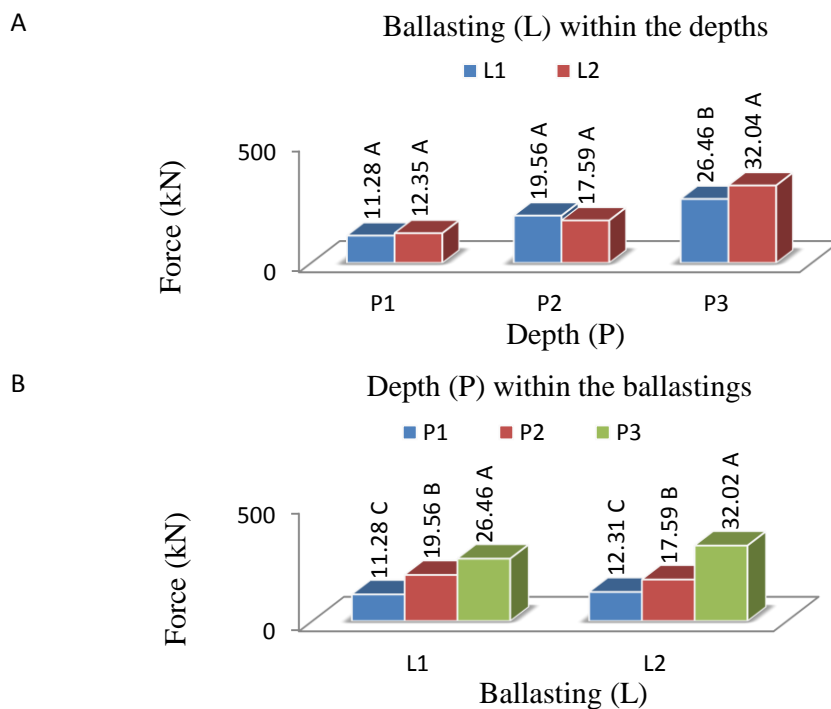 A
Ballasting (L) within the depths
L1 L2
11.28 A 12.35 A 19.56 A 17.59 A 26.46 B 32.04 A
Force (kN)
500
0
P1 P2 P3
Depth (P)
B
Depth (P) within the ballastings
P1 P2 P3
11.28 C 19.56 B 26.46 A 12.31 C 17.59 B 32.02 A
Force (kN)
500
0
L1 L2
Ballasting (L)